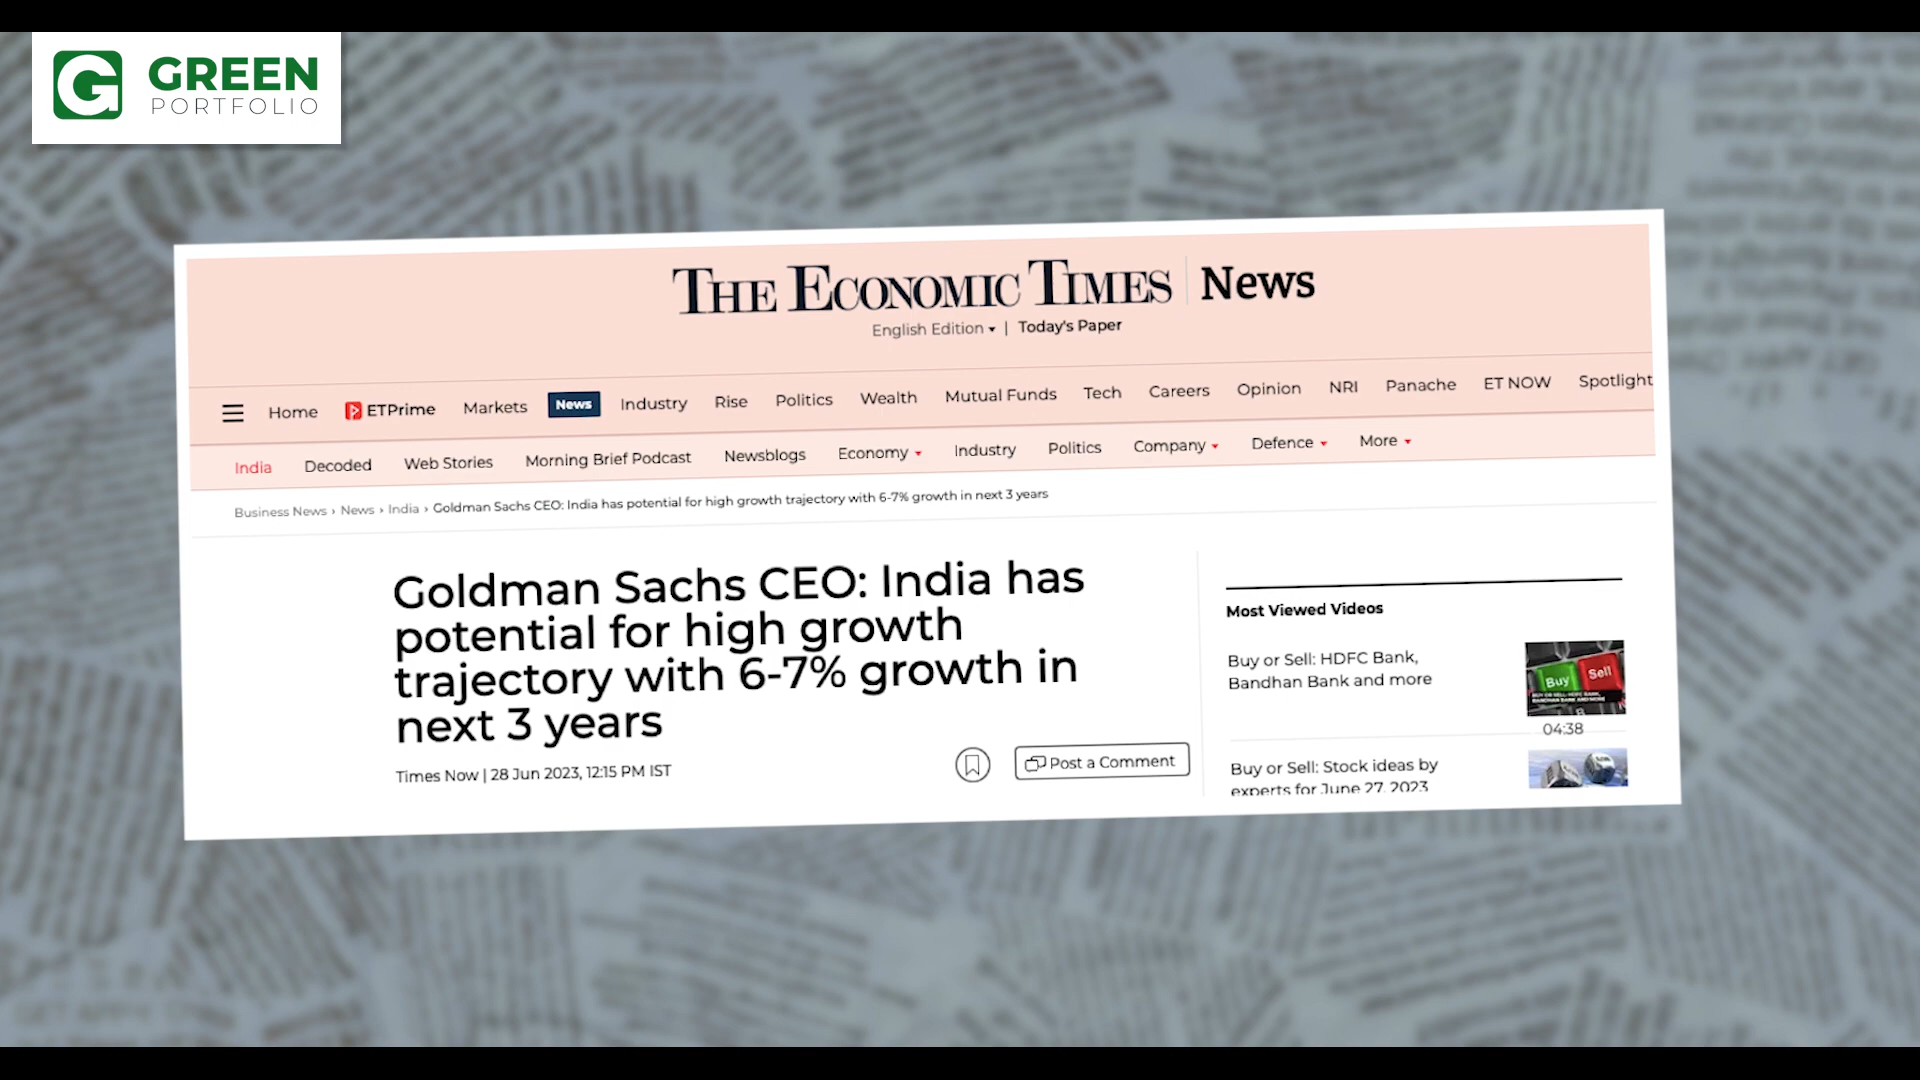 GREEN
PORTFOLIO
THE ECONOMIC TIMES | News
English Edition | Today's Paper
Home ETPrime Markets News Industry Rise Politics Wealth Mutual Funds Tech Careers Opinion NRI Panache ET NOW Spotlight
India Decoded Web Stories Morning Brief Podcast Newsblogs Economy Industry Politics Company Defence More
Business News › News › India › Goldman Sachs CEO: India has potential for high growth trajectory with 6-7% growth in next 3 years
Goldman Sachs CEO: India has
potential for high growth
trajectory with 6-7% growth in
next 3 years
Times Now | 28 Jun 2023, 12:15 PM IST
Post a Comment
Most Viewed Videos
Buy or Sell: HDFC Bank,
Bandhan Bank and more
Buy Sell
04:38
Buy or Sell: Stock ideas by
experts for June 27, 2023